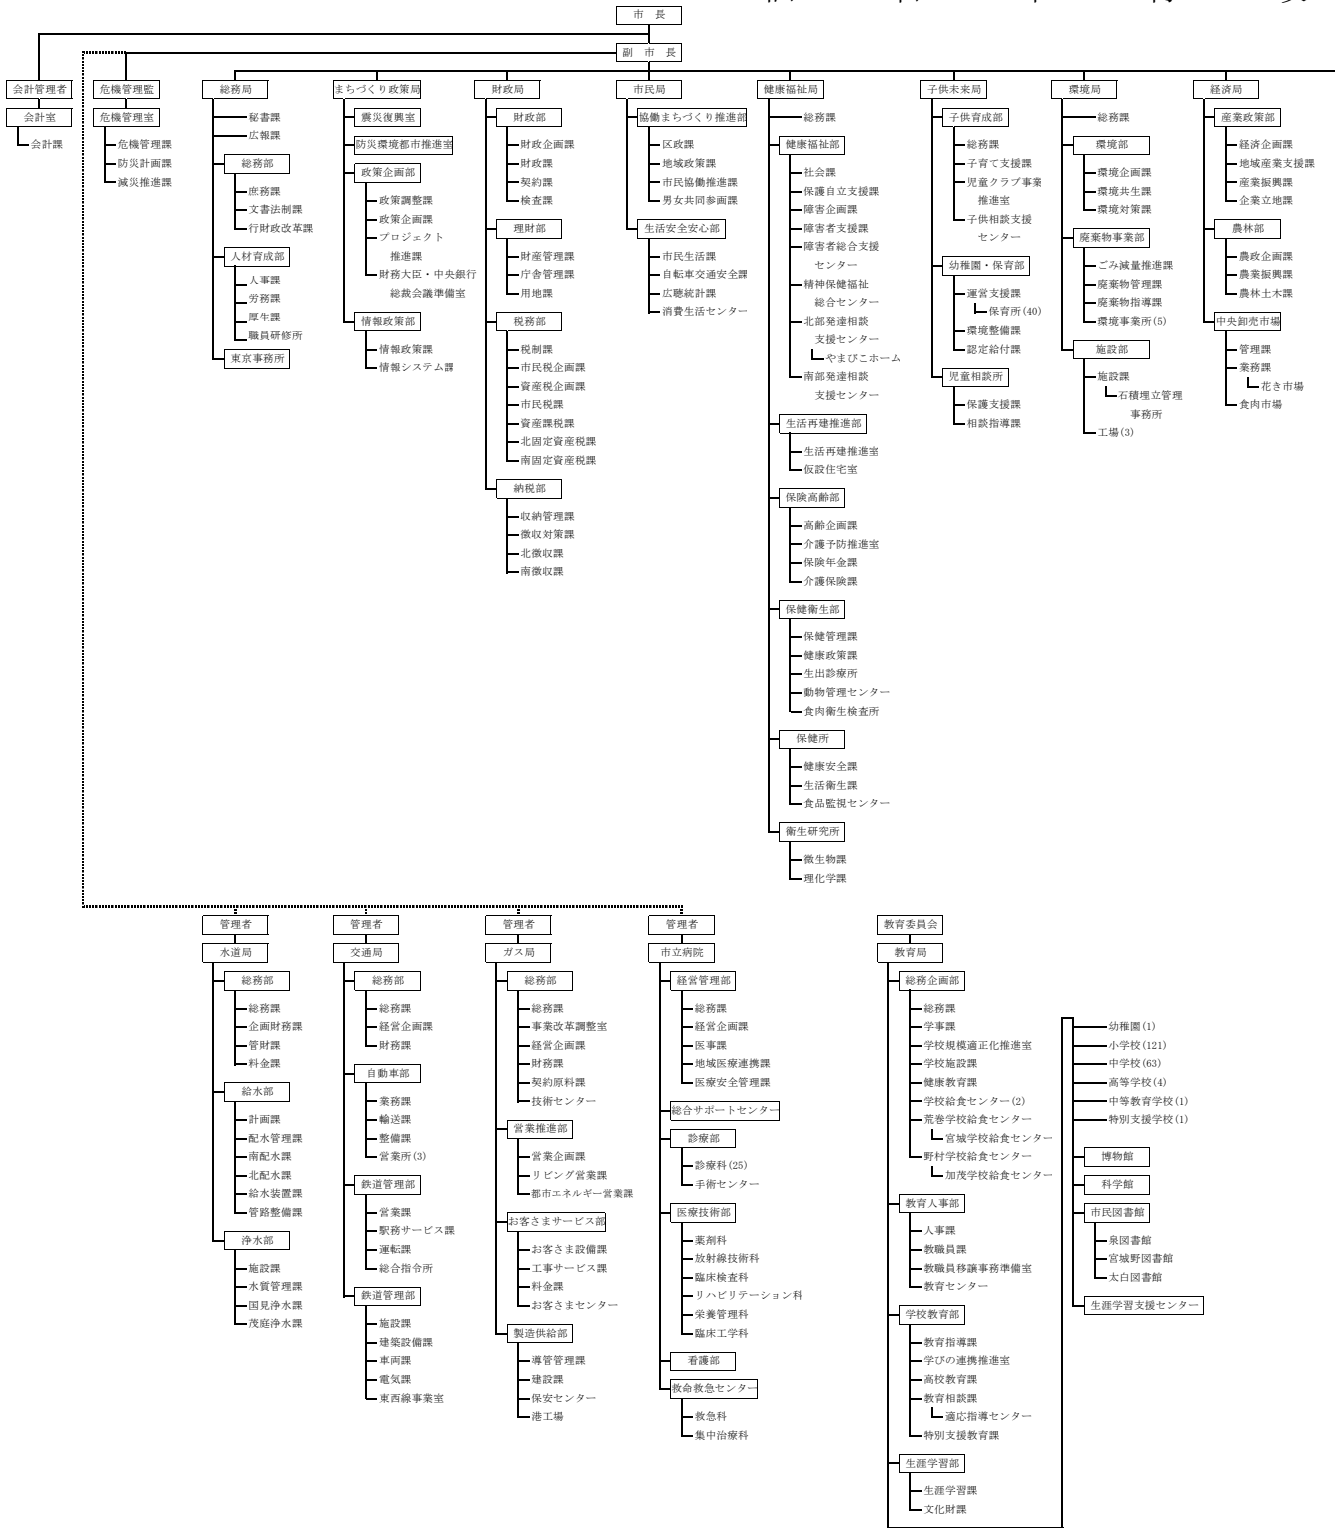 市 長
副 市 長
会計管理者
会計室
会計課
危機管理監
危機管理室
危機管理課
防災計画課
減災推進課
総務局
秘書課
広報課
総務部
庶務課
文書法制課
行財政改革課
人材育成部
人事課
労務課
厚生課
職員研修所
東京事務所
まちづくり政策局
震災復興室
防災環境都市推進室
政策企画部
政策調整課
政策企画課
プロジェクト
推進課
財務大臣・中央銀行
総裁会議準備室
情報政策部
情報政策課
情報システム課
財政局
財政部
財政企画課
財政課
契約課
検査課
理財部
財産管理課
庁舎管理課
用地課
税務部
税制課
市民税企画課
資産税企画課
市民税課
資産課税課
北固定資産税課
南固定資産税課
納税部
収納管理課
徴収対策課
北徴収課
南徴収課
市民局
協働まちづくり推進部
区政課
地域政策課
市民協働推進課
男女共同参画課
生活安全安心部
市民生活課
自転車交通安全課
広聴統計課
消費生活センター
健康福祉局
総務課
健康福祉部
社会課
保護自立支援課
障害企画課
障害者支援課
障害者総合支援
センター
精神保健福祉
総合センター
北部発達相談
支援センター
やまびこホーム
南部発達相談
支援センター
生活再建推進部
生活再建推進室
仮設住宅室
保険高齢部
高齢企画課
介護予防推進室
保険年金課
介護保険課
保健衛生部
保健管理課
健康政策課
生出診療所
動物管理センター
食肉衛生検査所
保健所
健康安全課
生活衛生課
食品監視センター
衛生研究所
微生物課
理化学課
子供未来局
子供育成部
総務課
子育て支援課
児童クラブ事業
推進室
子供相談支援
センター
幼稚園・保育部
運営支援課
保育所(40)
環境整備課
認定給付課
児童相談所
保護支援課
相談指導課
環境局
総務課
環境部
環境企画課
環境共生課
環境対策課
廃棄物事業部
ごみ減量推進課
廃棄物管理課
廃棄物指導課
環境事業所(5)
施設部
施設課
石積埋立管理
事務所
工場(3)
経済局
産業政策部
経済企画課
地域産業支援課
産業振興課
企業立地課
農林部
農政企画課
農業振興課
農林土木課
中央卸売市場
管理課
業務課
花き市場
食肉市場
管理者
水道局
総務部
総務課
企画財務課
管財課
料金課
給水部
計画課
配水管理課
南配水課
北配水課
給水装置課
管路整備課
浄水部
施設課
水質管理課
国見浄水課
茂庭浄水課
管理者
交通局
総務部
総務課
経営企画課
財務課
自動車部
業務課
輸送課
整備課
営業所(3)
鉄道管理部
営業課
駅務サービス課
運転課
総合指令所
鉄道管理部
施設課
建築設備課
車両課
電気課
東西線事業室
管理者
ガス局
総務部
総務課
事業改革調整室
経営企画課
財務課
契約原料課
技術センター
営業推進部
営業企画課
リビング営業課
都市エネルギー営業課
お客さまサービス部
お客さま設備課
工事サービス課
料金課
お客さまセンター
製造供給部
導管管理課
建設課
保安センター
港工場
管理者
市立病院
経営管理部
総務課
経営企画課
医事課
地域医療連携課
医療安全管理課
総合サポートセンター
診療部
診療科(25)
手術センター
医療技術部
薬剤科
放射線技術科
臨床検査科
リハビリテーション科
栄養管理科
臨床工学科
看護部
救命救急センター
救急科
集中治療科
教育委員会
教育局
総務企画部
総務課
学事課
学校規模適正化推進室
学校施設課
健康教育課
学校給食センター(2)
荒巻学校給食センター
宮城学校給食センター
野村学校給食センター
加茂学校給食センター
教育人事部
人事課
教職員課
教職員移譲事務準備室
教育センター
学校教育部
教育指導課
学びの連携推進室
高校教育課
教育相談課
適応指導センター
特別支援教育課
生涯学習部
生涯学習課
文化財課
幼稚園(1)
小学校(121)
中学校(63)
高等学校(4)
中等教育学校(1)
特別支援学校(1)
博物館
科学館
市民図書館
泉図書館
宮城野図書館
太白図書館
生涯学習支援センター